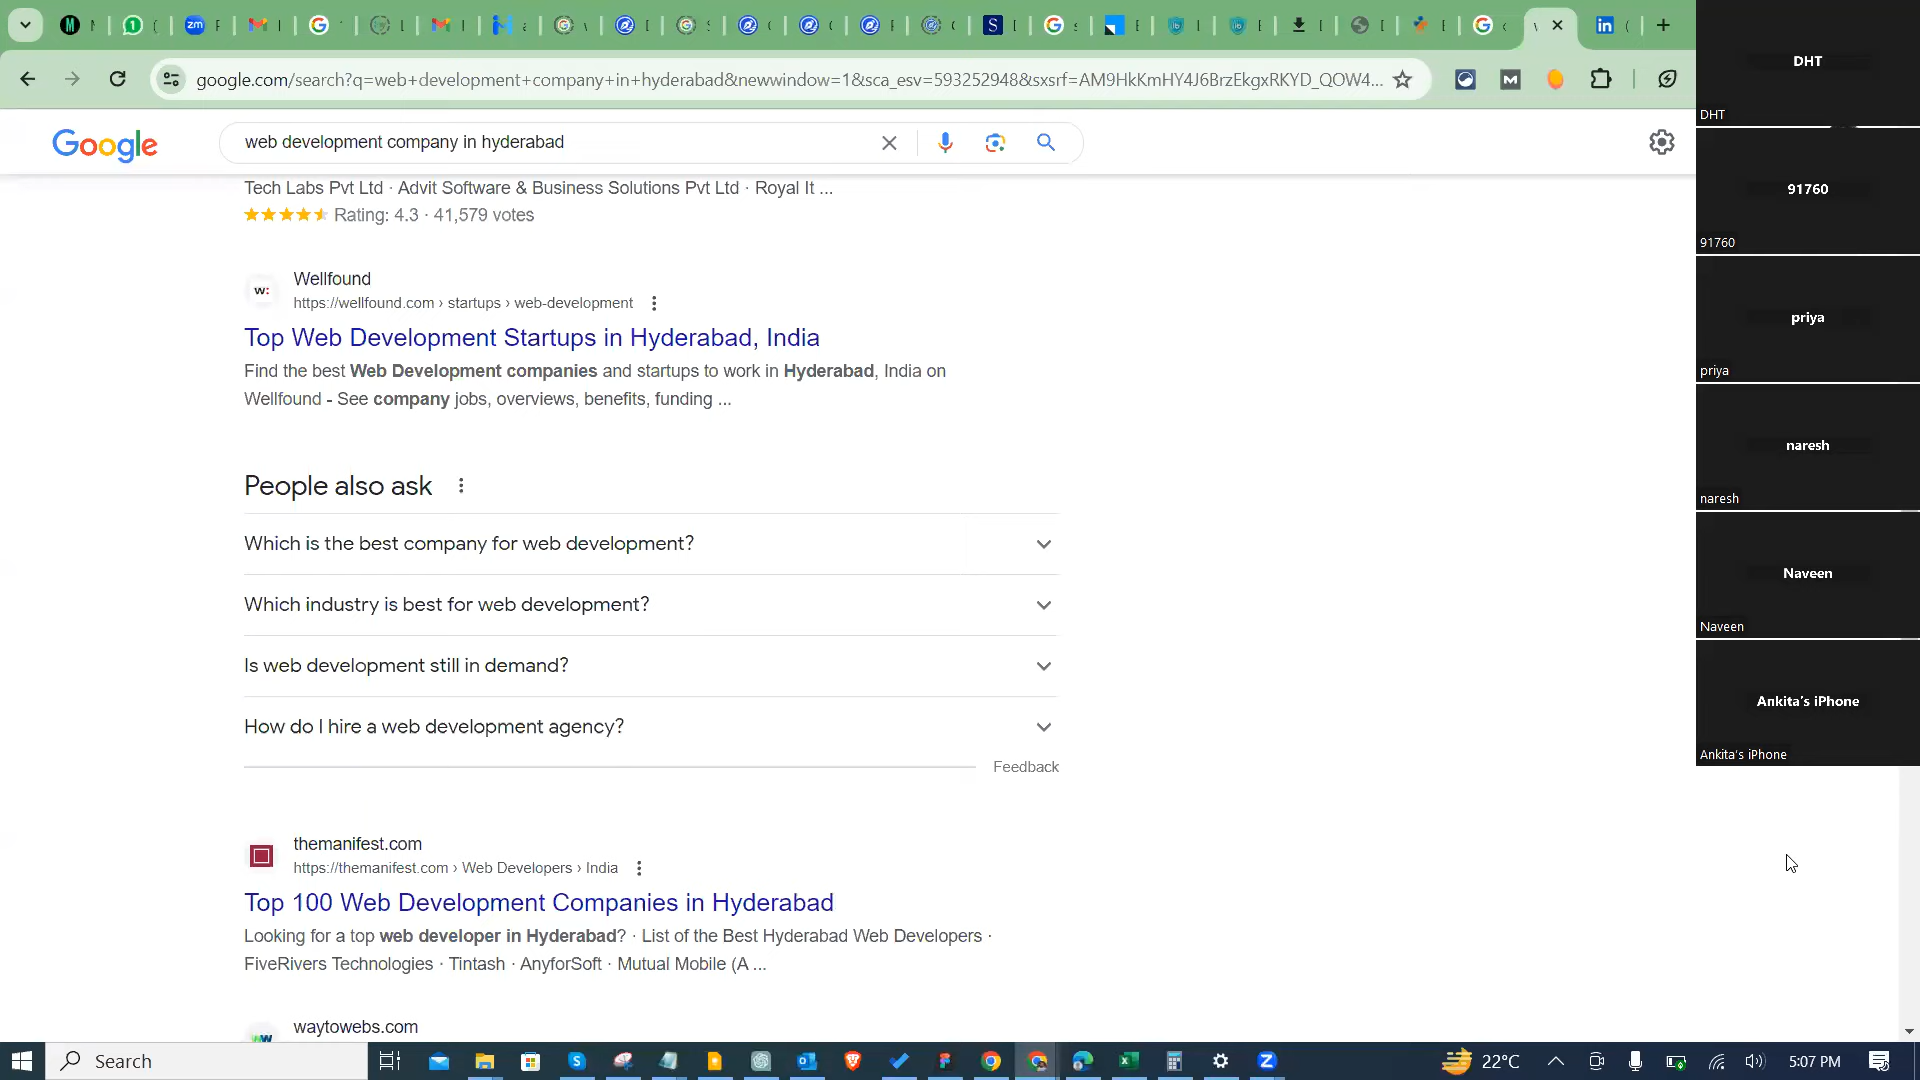 google.com/search?q=web+development+company+in+hyderabad&newwindow=1&sca_esv=593252948&sxsrf=AM9HkKmHY4J6BrzEkgxRKYD_QOW4...
Google
web development company in hyderabad
Tech Labs Pvt Ltd · Advit Software & Business Solutions Pvt Ltd · Royal It ...
Rating: 4.3 · 41,579 votes
w:
Wellfound
https://wellfound.com › startups › web-development
Top Web Development Startups in Hyderabad, India
Find the best Web Development companies and startups to work in Hyderabad, India on
Wellfound - See company jobs, overviews, benefits, funding ...
People also ask
Which is the best company for web development?
Which industry is best for web development?
Is web development still in demand?
How do I hire a web development agency?
Feedback
themanifest.com
https://themanifest.com › Web Developers › India
Top 100 Web Development Companies in Hyderabad
Looking for a top web developer in Hyderabad? · List of the Best Hyderabad Web Developers ·
FiveRivers Technologies · Tintash · AnyforSoft · Mutual Mobile (A ...
waytowebs.com
DHT
DHT
91760
91760
priya
priya
naresh
naresh
Naveen
Naveen
Ankita's iPhone
Ankita's iPhone
Search
22°C
5:07 PM